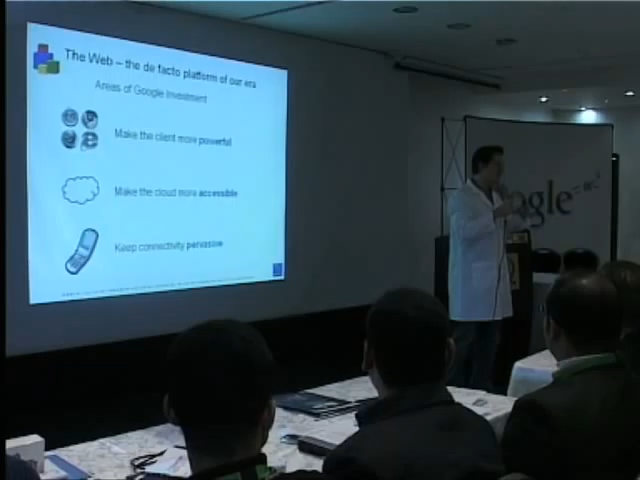 The Web – the de facto platform of our era
Areas of Google Investment
Make the client more powerful
Make the cloud more accessible
Keep connectivity pervasive
ogle